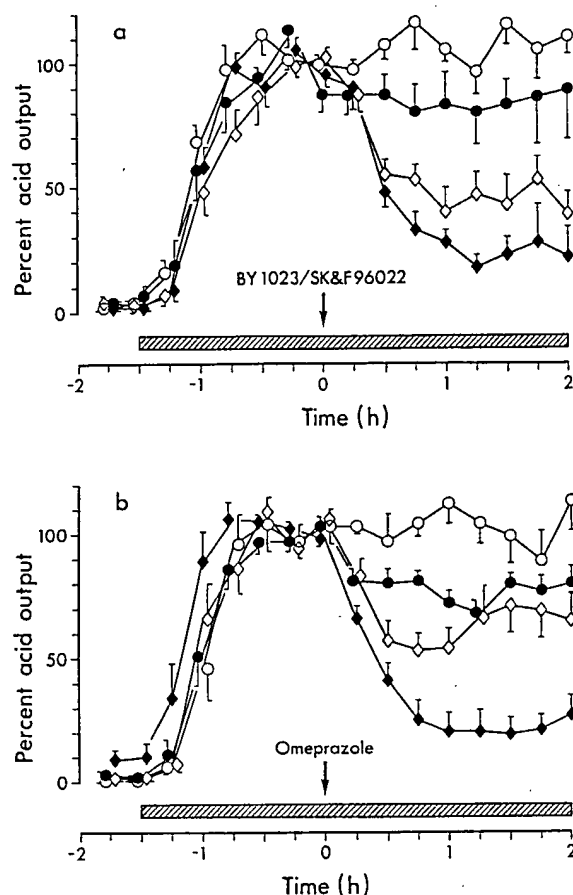 a
Percent acid output
100
50
0
BY 1023/SK&F96022
-2
-1
0
1
2
Time (h)
b
Percent acid output
100
50
0
Omeprazole
-2
-1
0
1
2
Time (h)